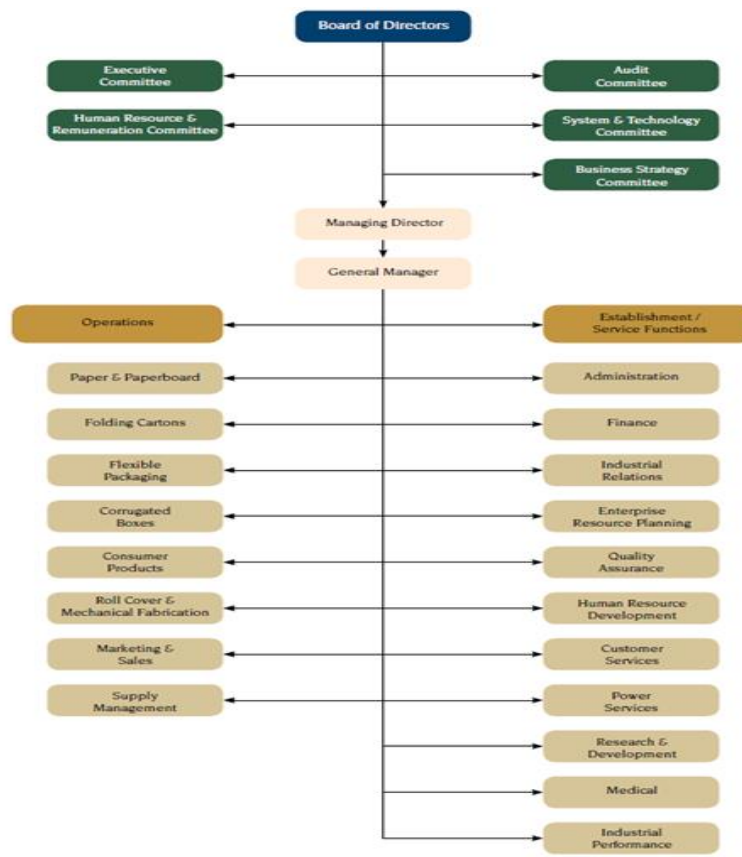 Board of Directors
Executive
Committee
Audit
Committee
Human Resource &
Remuneration Committee
System & Technology
Committee
Business Strategy
Committee
Managing Director
General Manager
Operations
Establishment /
Service Functions
Paper & Paperboard
Administration
Folding Cartons
Finance
Flexible
Packaging
Industrial
Relations
Corrugated
Boxes
Enterprise
Resource Planning
Consumer
Products
Quality
Assurance
Roll Cover &
Mechanical Fabrication
Human Resource
Development
Marketing &
Sales
Customer
Services
Supply
Management
Power
Services
Research &
Development
Medical
Industrial
Performance